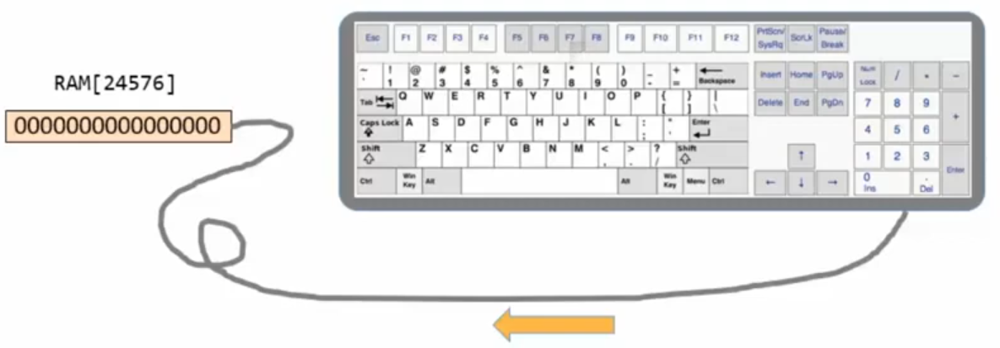 RAM[24576]
0000000000000000
Esc F1 F2 F3 F4 F5 F6 F7 F8 F9 F10 F11 F12 PrtScn/ SysRq ScrLk Pause/ Break
~ ` ! 1 @ 2 # 3 $ 4 % 5 ^ 6 & 7 * 8 ( 9 ) 0 _ - + = Backspace Insert Home PgUp Num Lock / * −
Tab Q W E R T Y U I O P { [ } ] | \ Delete End PgDn 7 8 9 +
Caps Lock A S D F G H J K L : ; " ' Enter 4 5 6
Shift Z X C V B N M < , > . ? / Shift ↑ 1 2 3 Enter
Ctrl Win Key Alt Alt Win Key Menu Ctrl ← ↓ → 0 Ins . Del